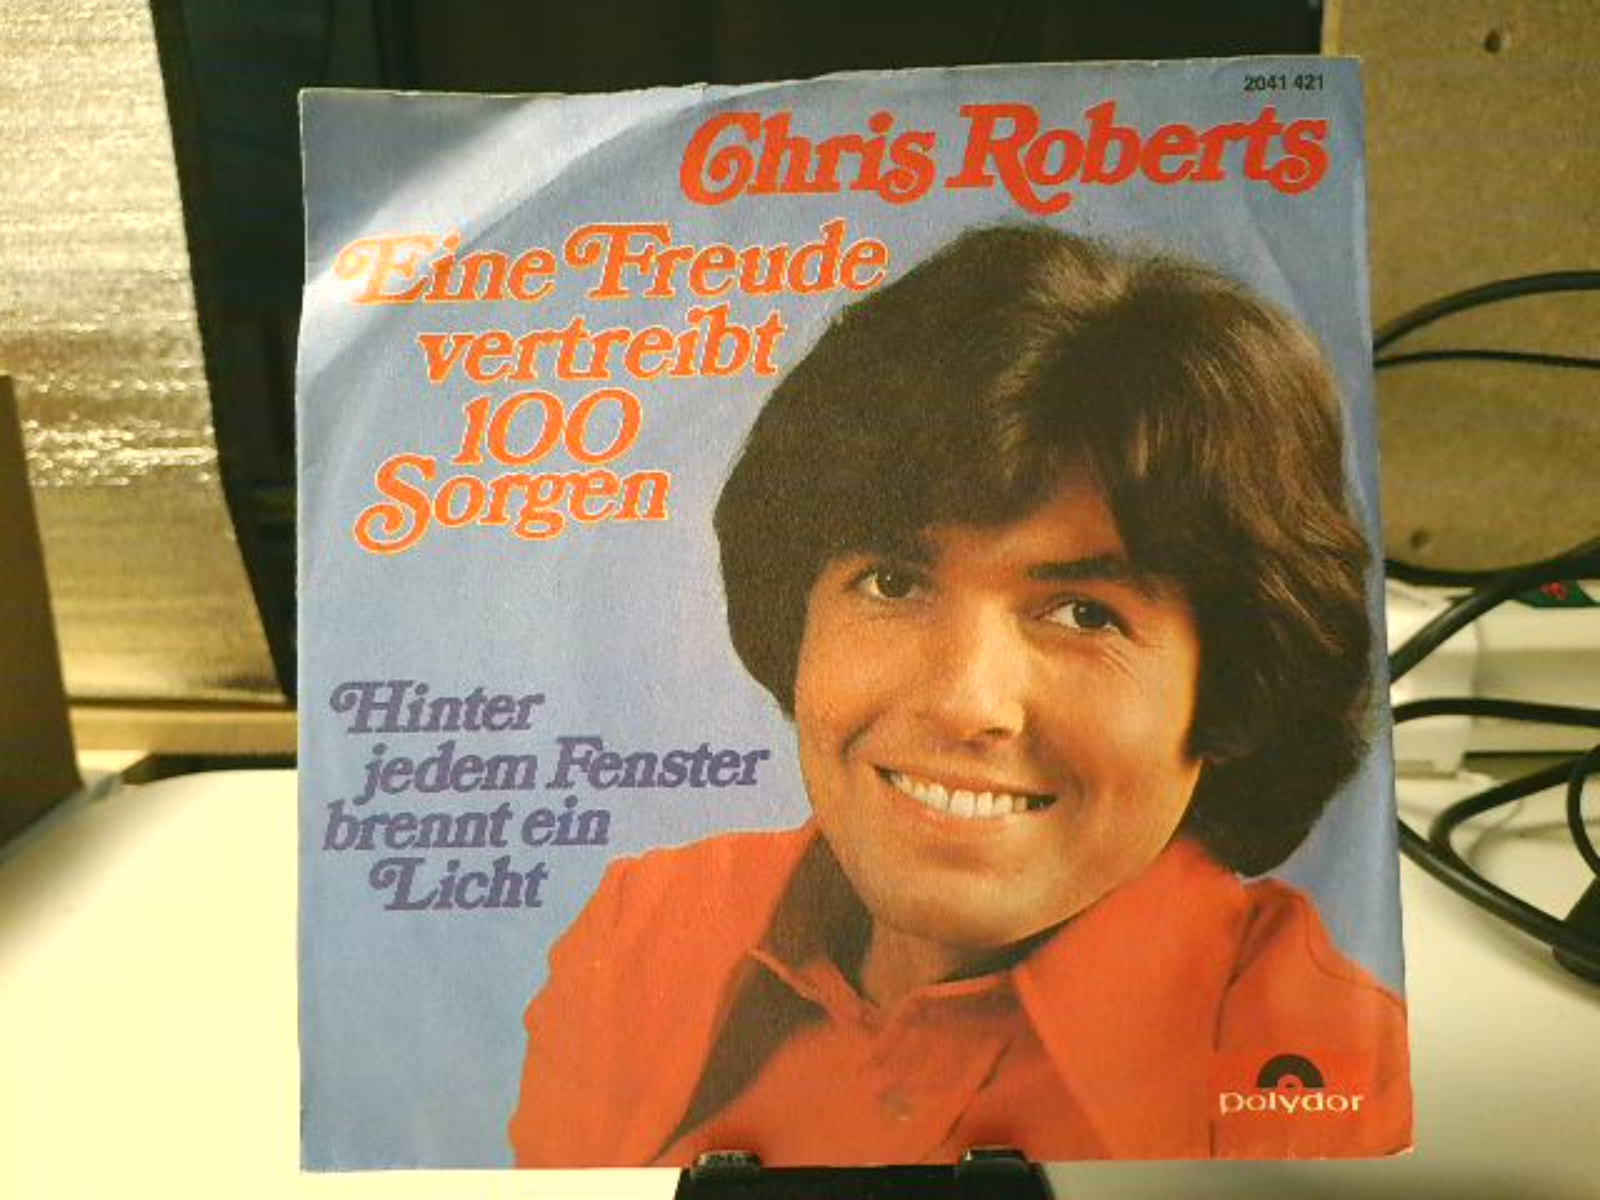 2041 421
Chris Roberts
Eine Freude
vertreibt
100
Sorgen
Hinter
jedem Fenster
brennt ein
Licht
polydor